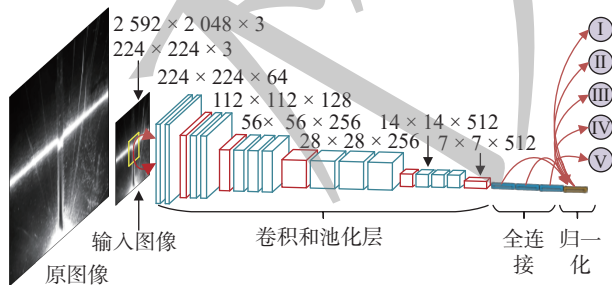 2 592 × 2 048 × 3
224 × 224 × 3
224 × 224 × 64
112 × 112 × 128
56× 56 × 256
14 × 14 × 512
28 × 28 × 256
7 × 7 × 512
I
II
III
IV
V
输入图像
原图像
卷积和池化层
全连
接
归一
化